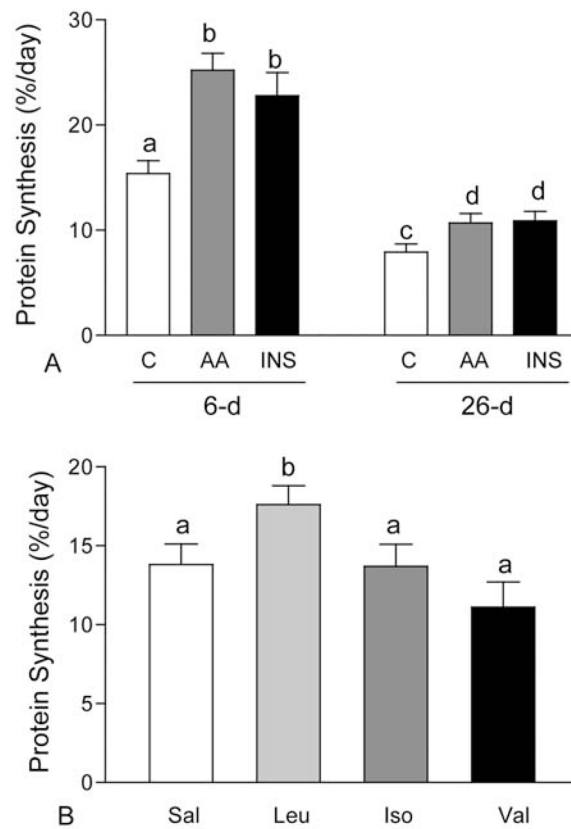 Protein Synthesis (%/day)
30
20
10
0
a
b
b
c
d
d
A
C AA INS C AA INS
6-d 26-d
Protein Synthesis (%/day)
20
15
10
5
0
a
b
a
a
B
Sal Leu Iso Val